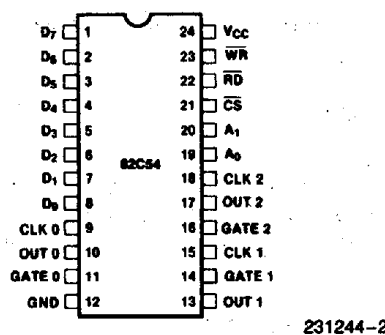 D7 1 24 VCC
D6 2 23 WR
D5 3 22 RD
D4 4 21 CS
D3 5 20 A1
D2 6 19 A0
D1 7 82C54 18 CLK 2
D0 8 17 OUT 2
CLK 0 9 16 GATE 2
OUT 0 10 15 CLK 1
GATE 0 11 14 GATE 1
GND 12 13 OUT 1
231244-2